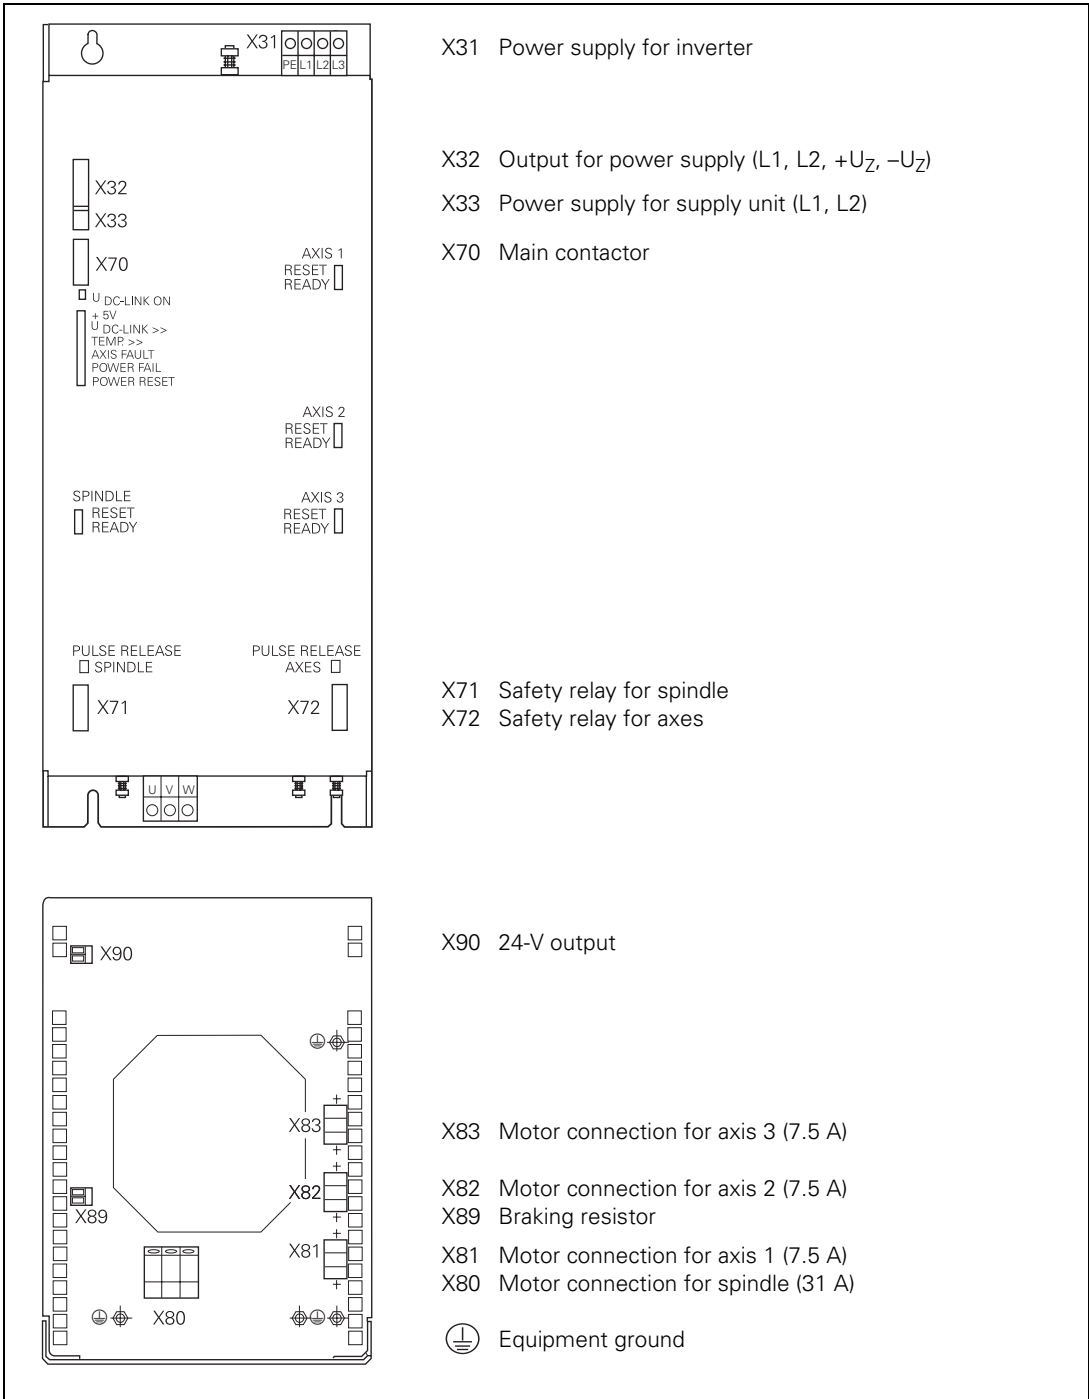 X31
PE L1 L2 L3
X31 Power supply for inverter
X32
X32 Output for power supply (L1, L2, +UZ, –UZ)
X33
X33 Power supply for supply unit (L1, L2)
X70
X70 Main contactor
AXIS 1
RESET
READY
U DC-LINK ON
+ 5V
U DC-LINK >>
TEMP. >>
AXIS FAULT
POWER FAIL
POWER RESET
AXIS 2
RESET
READY
SPINDLE
RESET
READY
AXIS 3
RESET
READY
PULSE RELEASE
SPINDLE
PULSE RELEASE
AXES
X71
X72
X71 Safety relay for spindle
X72 Safety relay for axes
U V W
X90
X90 24-V output
X83
X83 Motor connection for axis 3 (7.5 A)
X82
X82 Motor connection for axis 2 (7.5 A)
X89
X89 Braking resistor
X81
X81 Motor connection for axis 1 (7.5 A)
X80 Motor connection for spindle (31 A)
X80
Equipment ground